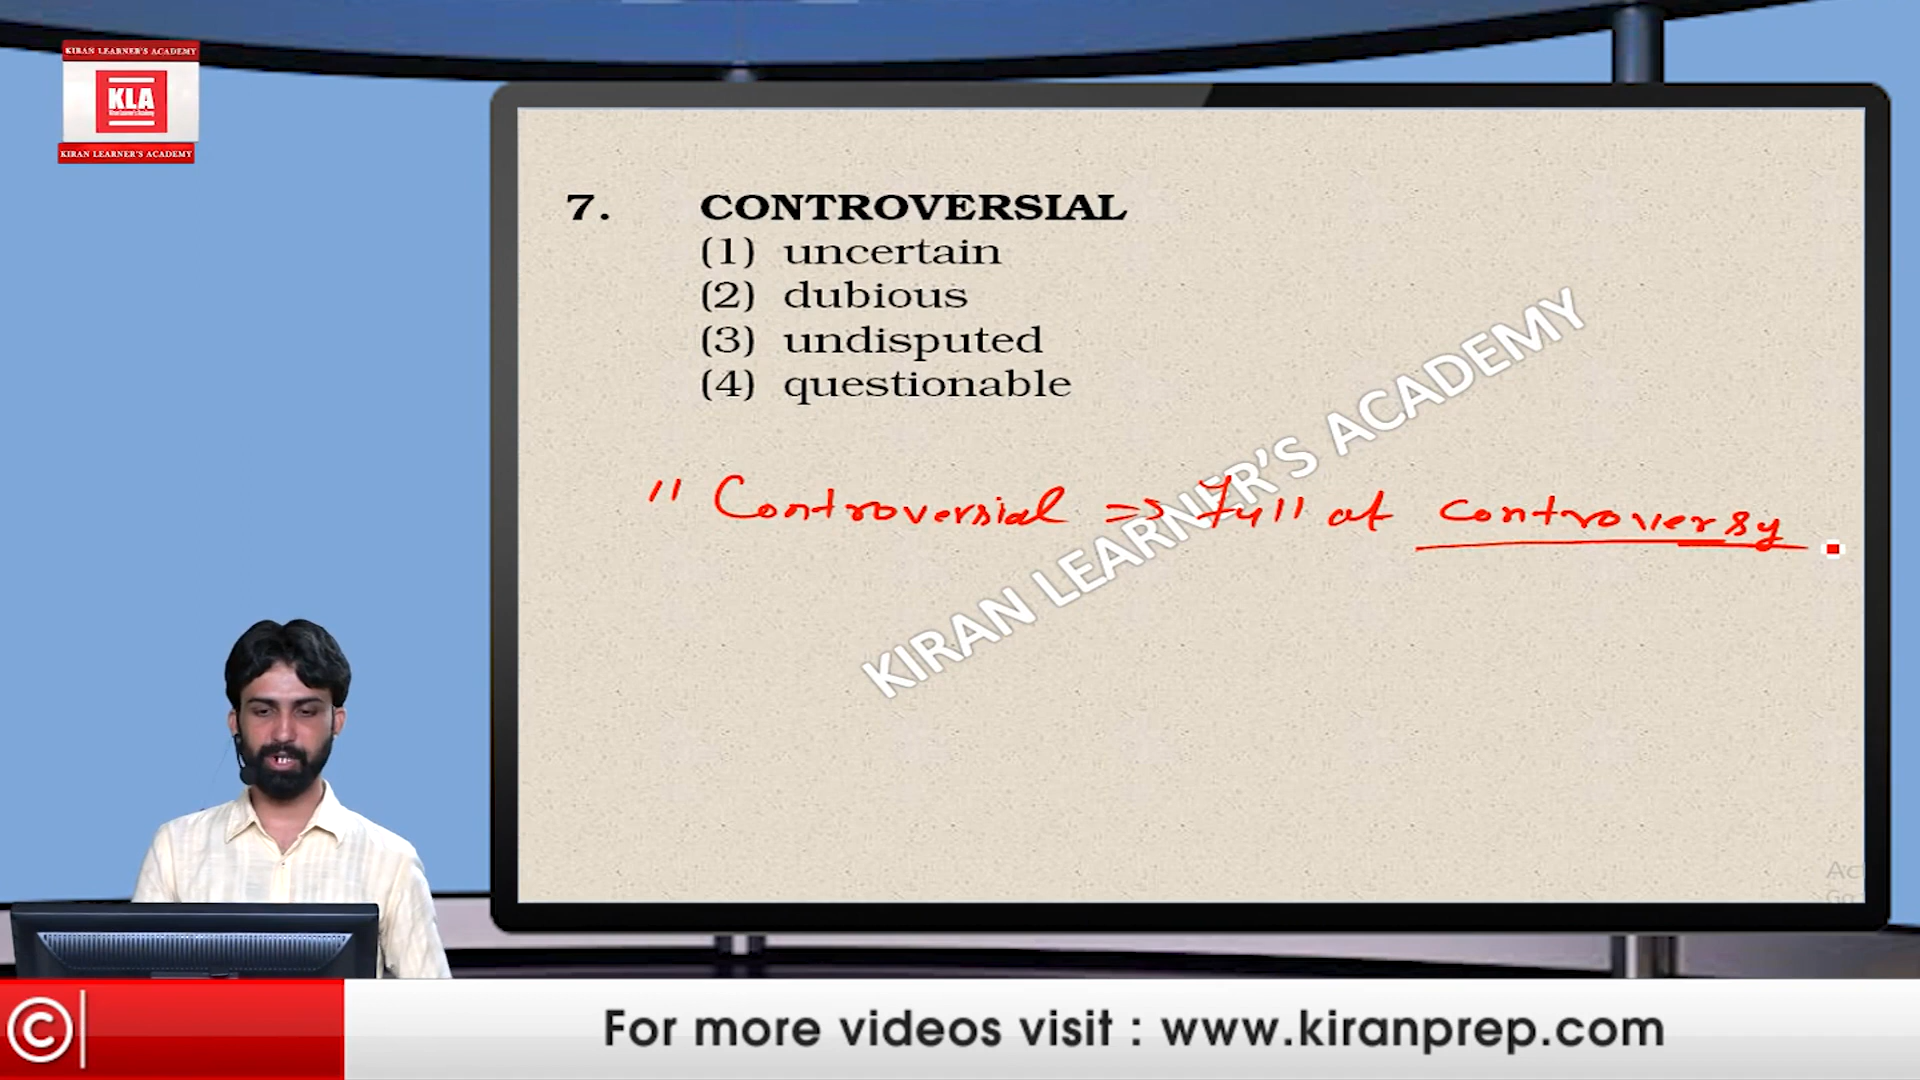 KIRAN LEARNER'S ACADEMY
KLA
KIRAN LEARNER'S ACADEMY
7. CONTROVERSIAL
(1) uncertain
(2) dubious
(3) undisputed
(4) questionable
" Controversial => Full of controversy
KIRAN LEARNER'S ACADEMY
©
For more videos visit : www.kiranprep.com